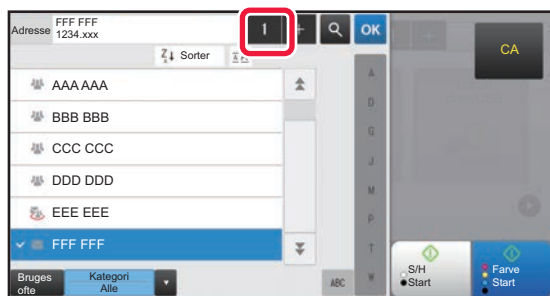 Adresse
FFF FFF
1234.xxx
1
+
OK
CA
Sorter
AAA AAA
BBB BBB
CCC CCC
DDD DDD
EEE EEE
FFF FFF
A
D
G
J
M
P
T
W
Bruges
ofte
Kategori
Alle
ABC
S/H
Start
Farve
Start